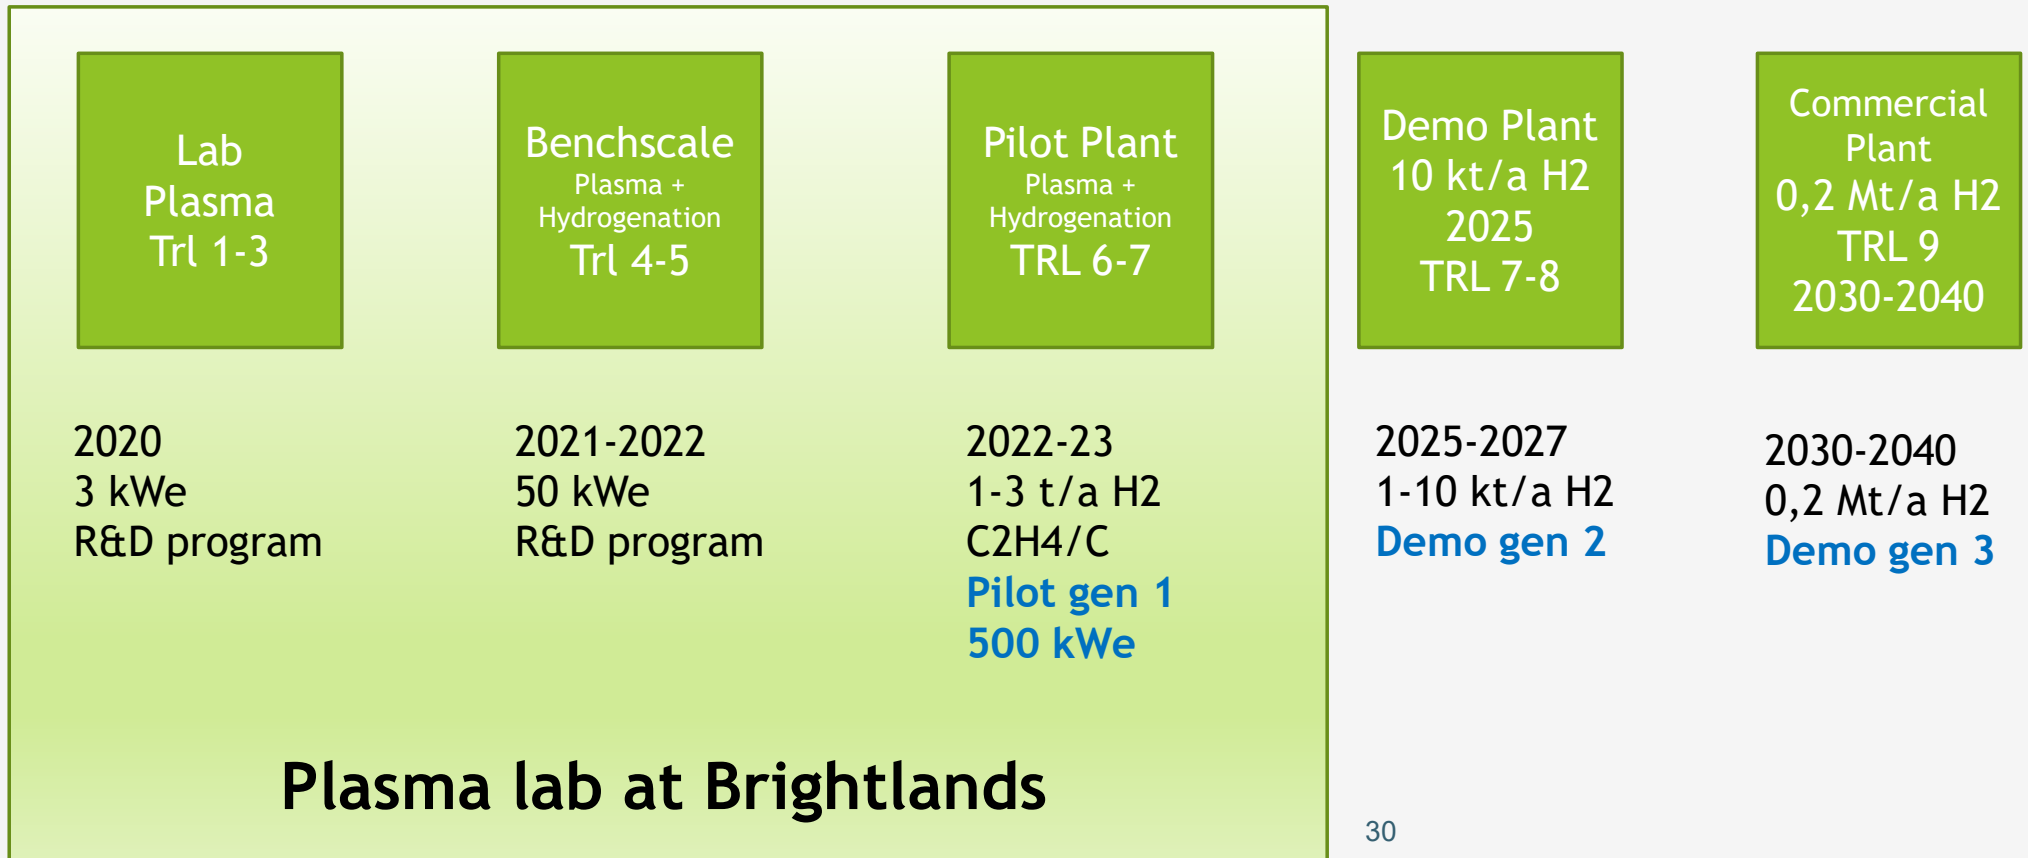 Lab
Plasma
Trl 1-3
Benchscale
Plasma +
Hydrogenation
Trl 4-5
Pilot Plant
Plasma +
Hydrogenation
TRL 6-7
Demo Plant
10 kt/a H2
2025
TRL 7-8
Commercial
Plant
0,2 Mt/a H2
TRL 9
2030-2040
2020
3 kWe
R&D program
2021-2022
50 kWe
R&D program
2022-23
1-3 t/a H2
C2H4/C
Pilot gen 1
500 kWe
2025-2027
1-10 kt/a H2
Demo gen 2
2030-2040
0,2 Mt/a H2
Demo gen 3
Plasma lab at Brightlands
30